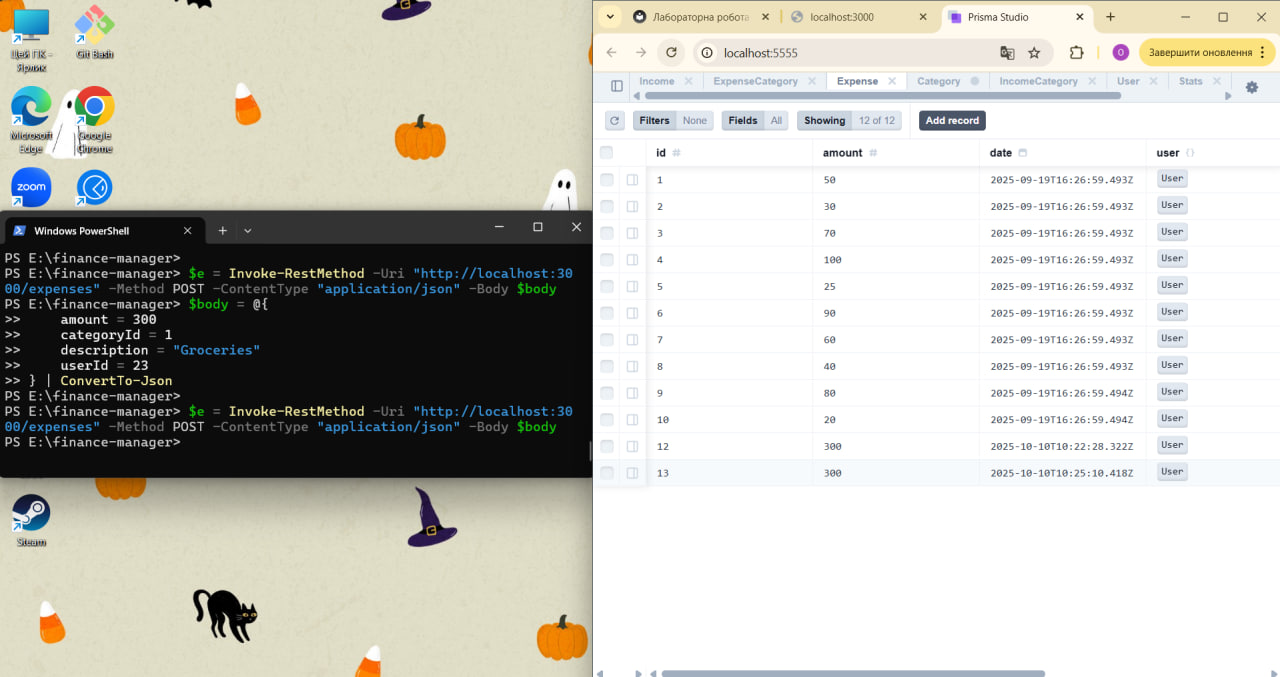 Цей ПК -
Ярлик
Git Bash
Microsoft
Edge
Google
Chrome
zoom
Steam
Windows PowerShell
PS E:\finance-manager>
PS E:\finance-manager> $e = Invoke-RestMethod -Uri "http://localhost:30
00/expenses" -Method POST -ContentType "application/json" -Body $body
PS E:\finance-manager> $body = @{
>>     amount = 300
>>     categoryId = 1
>>     description = "Groceries"
>>     userId = 23
>> } | ConvertTo-Json
PS E:\finance-manager>
PS E:\finance-manager> $e = Invoke-RestMethod -Uri "http://localhost:30
00/expenses" -Method POST -ContentType "application/json" -Body $body
PS E:\finance-manager>
Лабораторна робота
localhost:3000
Prisma Studio
localhost:5555
О
Завершити оновлення
Income ExpenseCategory Expense Category IncomeCategory User Stats
Filters None Fields All Showing 12 of 12 Add record
id # amount # date user {}
1 50 2025-09-19T16:26:59.493Z User
2 30 2025-09-19T16:26:59.493Z User
3 70 2025-09-19T16:26:59.493Z User
4 100 2025-09-19T16:26:59.493Z User
5 25 2025-09-19T16:26:59.493Z User
6 90 2025-09-19T16:26:59.493Z User
7 60 2025-09-19T16:26:59.493Z User
8 40 2025-09-19T16:26:59.493Z User
9 80 2025-09-19T16:26:59.494Z User
10 20 2025-09-19T16:26:59.494Z User
12 300 2025-10-10T10:22:28.322Z User
13 300 2025-10-10T10:25:10.418Z User